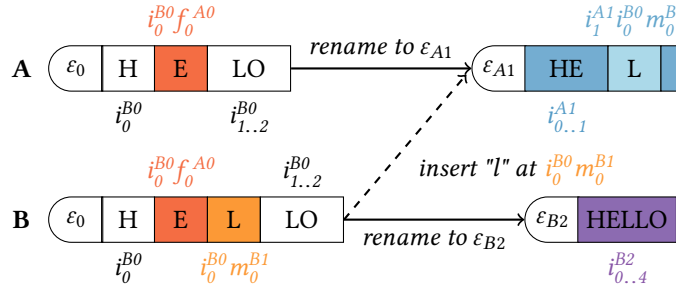 i_0^{B0} f_0^{A0}
i_1^{A1} i_0^{B0} m_0^{B
A ε_0 H E LO rename to ε_{A1} ε_{A1} HE L
i_0^{B0} i_{1..2}^{B0} i_{0..1}^{A1}
i_0^{B0} f_0^{A0} i_{1..2}^{B0} insert "l" at i_0^{B0} m_0^{B1}
B ε_0 H E L LO rename to ε_{B2} ε_{B2} HELLO
i_0^{B0} i_0^{B0} m_0^{B1} i_{0..4}^{B2}